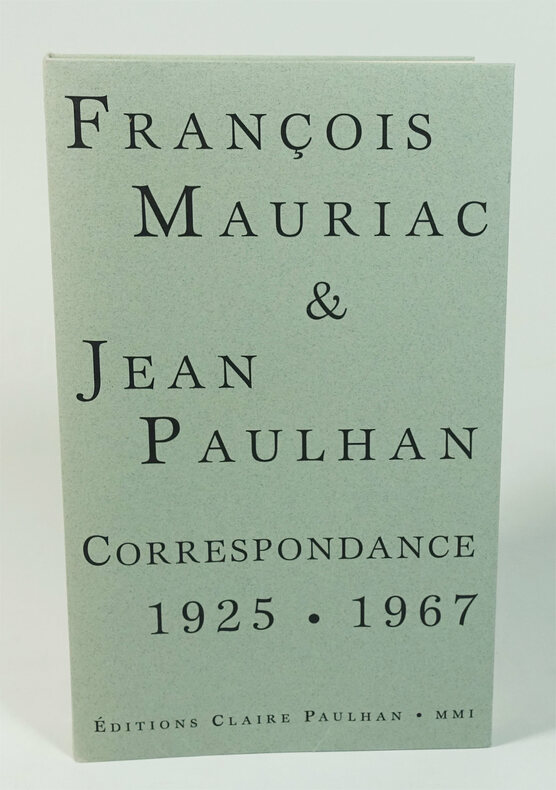 FRANÇOIS
MAURIAC
&
JEAN
PAULHAN
CORRESPONDANCE
1925 • 1967
ÉDITIONS CLAIRE PAULHAN • MMI